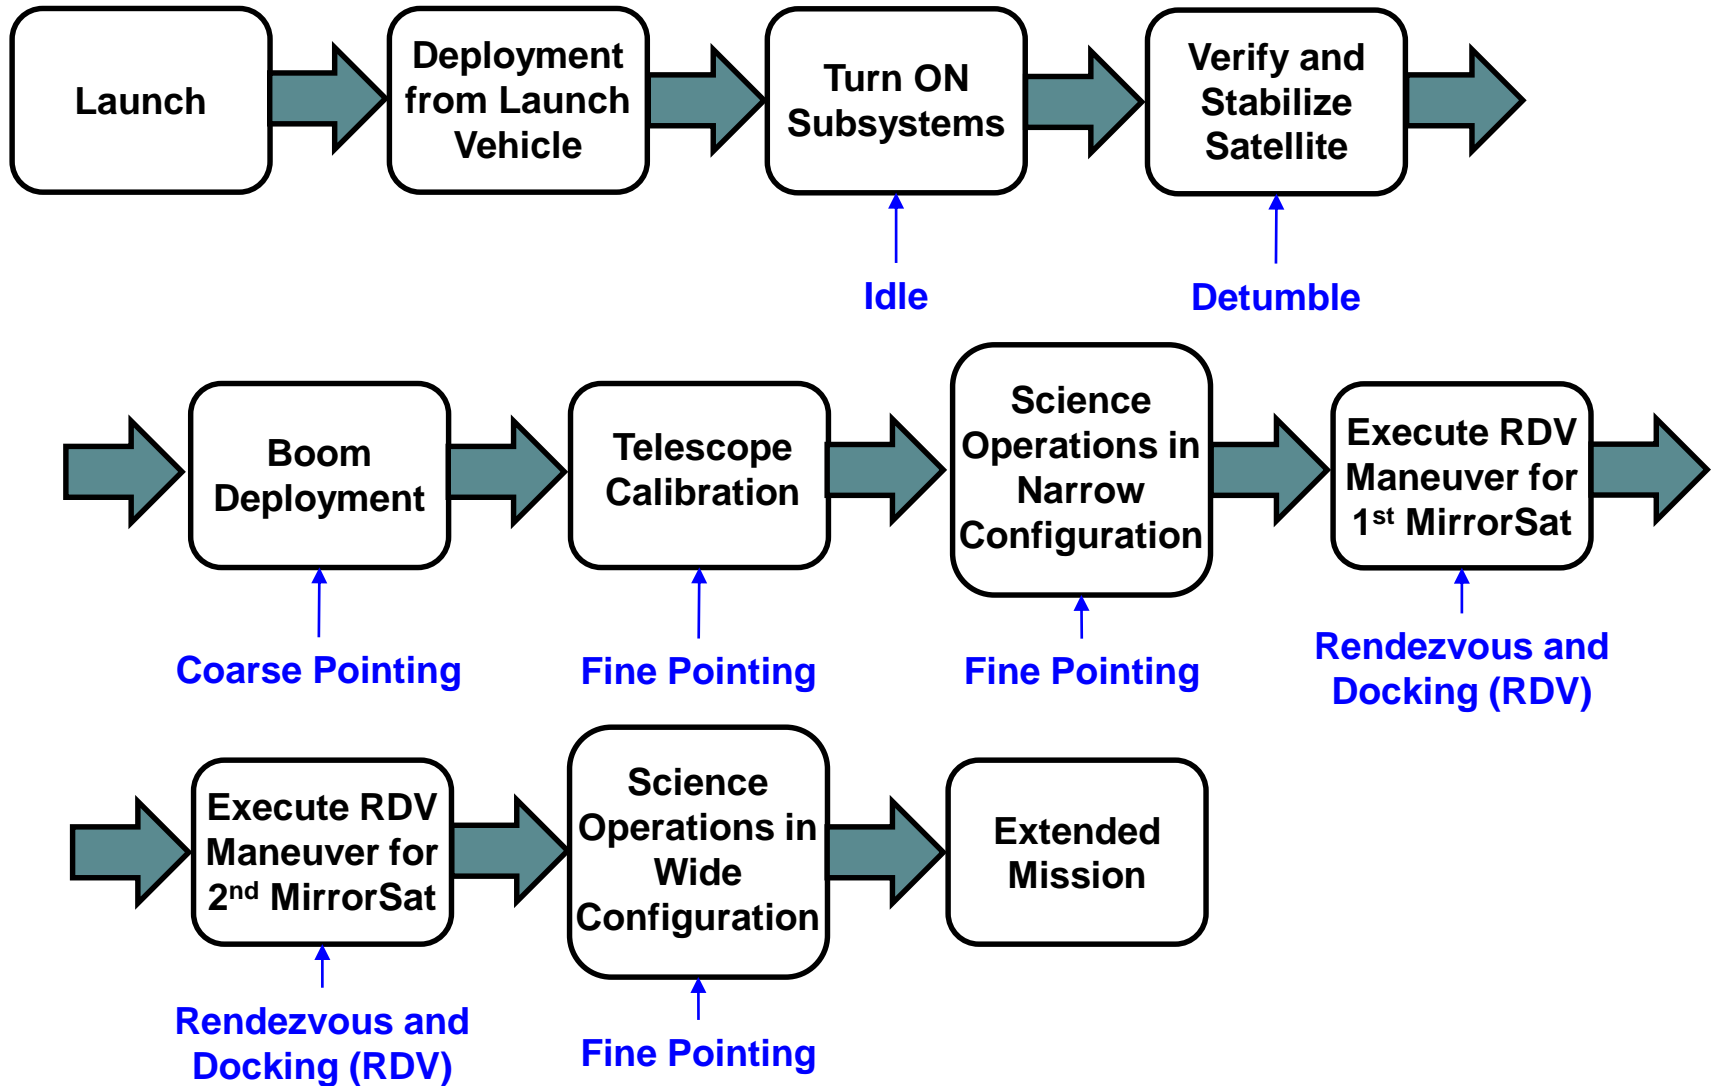 Launch
Deployment
from Launch
Vehicle
Turn ON
Subsystems
Verify and
Stabilize
Satellite
Idle
Detumble
Boom
Deployment
Telescope
Calibration
Science
Operations in
Narrow
Configuration
Execute RDV
Maneuver for
1st MirrorSat
Coarse Pointing
Fine Pointing
Fine Pointing
Rendezvous and
Docking (RDV)
Execute RDV
Maneuver for
2nd MirrorSat
Science
Operations in
Wide
Configuration
Extended
Mission
Rendezvous and
Docking (RDV)
Fine Pointing